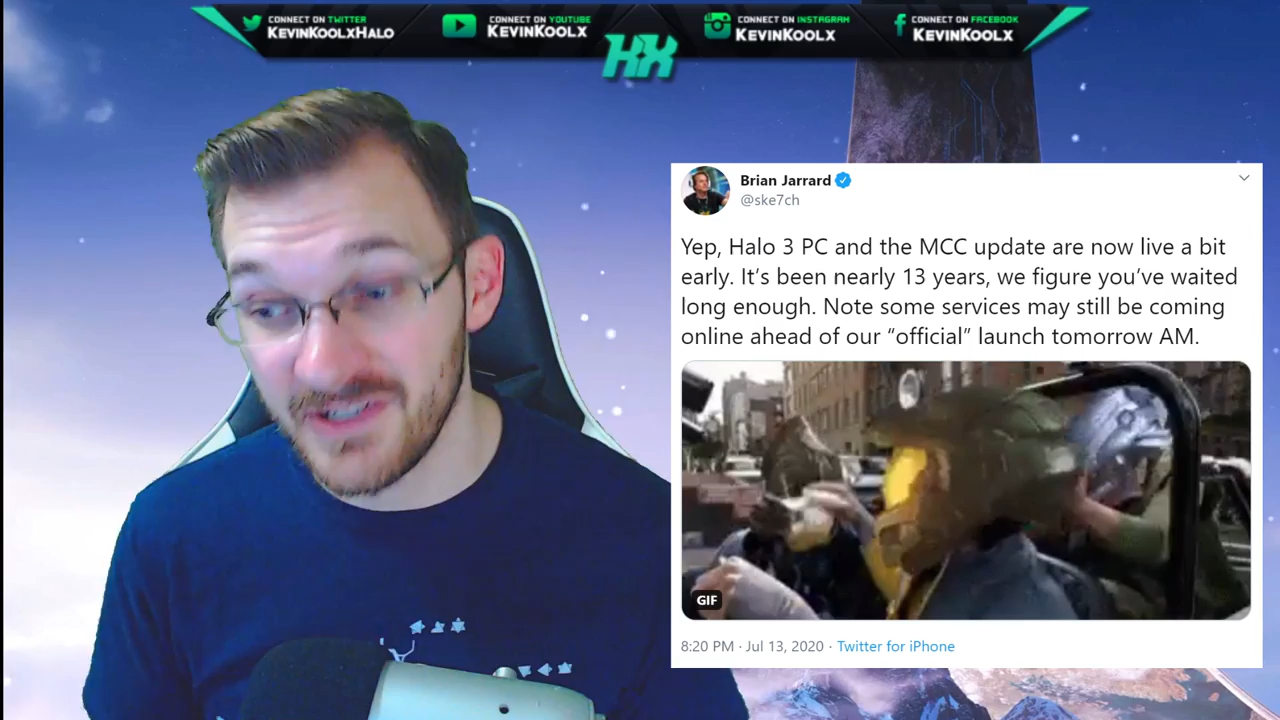 CONNECT ON TWITTER
KEVINKOOLXHALO
CONNECT ON YOUTUBE
KEVINKOOLX
HX
CONNECT ON INSTAGRAM
KEVINKOOLX
CONNECT ON FACEBOOK
KEVINKOOLX
Brian Jarrard
@ske7ch
Yep, Halo 3 PC and the MCC update are now live a bit
early. It’s been nearly 13 years, we figure you’ve waited
long enough. Note some services may still be coming
online ahead of our “official” launch tomorrow AM.
GIF
8:20 PM · Jul 13, 2020 · Twitter for iPhone